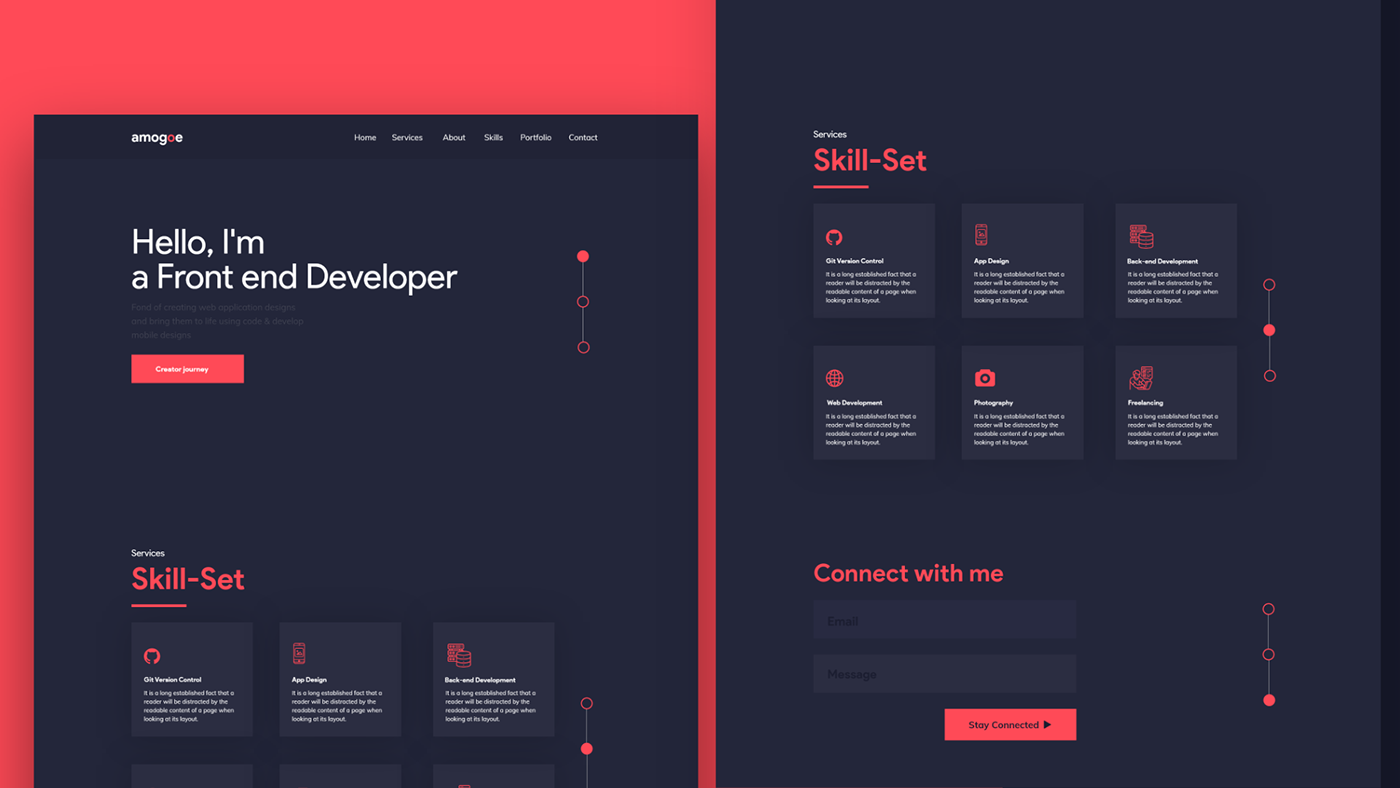 amogoe
Home Services About Skills Portfolio Contact
Hello, I'm
a Front end Developer
Food of creating web application designs
and bring them to life using code & develop
mobile designs
Creator journey
Services
Skill-Set
Git Version Control
It is a long established fact that a
reader will be distracted by the
readable content of a page when
looking at its layout.
App Design
It is a long established fact that a
reader will be distracted by the
readable content of a page when
looking at its layout.
Back-end Development
It is a long established fact that a
reader will be distracted by the
readable content of a page when
looking at its layout.
Services
Skill-Set
Git Version Control
It is a long established fact that a
reader will be distracted by the
readable content of a page when
looking at its layout.
App Design
It is a long established fact that a
reader will be distracted by the
readable content of a page when
looking at its layout.
Back-end Development
It is a long established fact that a
reader will be distracted by the
readable content of a page when
looking at its layout.
Web Development
It is a long established fact that a
reader will be distracted by the
readable content of a page when
looking at its layout.
Photography
It is a long established fact that a
reader will be distracted by the
readable content of a page when
looking at its layout.
Freelancing
It is a long established fact that a
reader will be distracted by the
readable content of a page when
looking at its layout.
Connect with me
Email
Message
Stay Connected